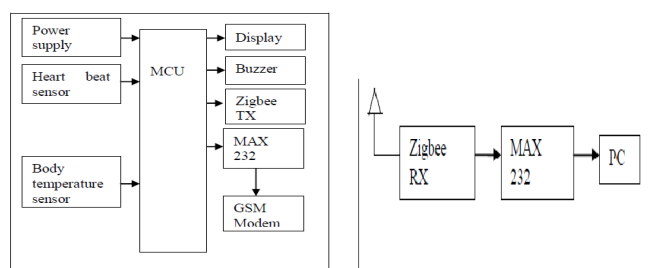 Power
supply
Heart beat
sensor
Body
temperature
sensor
MCU
Display
Buzzer
Zigbee
TX
MAX
232
GSM
Modem
Zigbee
RX
MAX
232
PC